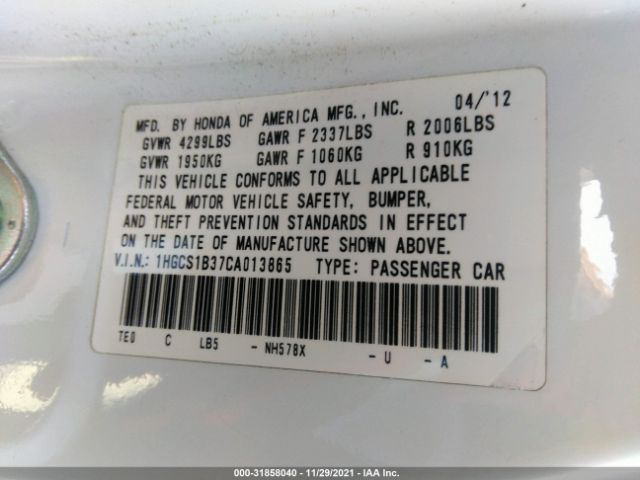 MFD. BY HONDA OF AMERICA MFG., INC. 04/'12
GVWR 4299LBS GAWR F 2337LBS R 2006LBS
GVWR 1950KG GAWR F 1060KG R 910KG
THIS VEHICLE CONFORMS TO ALL APPLICABLE
FEDERAL MOTOR VEHICLE SAFETY, BUMPER,
AND THEFT PREVENTION STANDARDS IN EFFECT
ON THE DATE OF MANUFACTURE SHOWN ABOVE.
V.I.N.: 1HGCS1B37CA013865 TYPE: PASSENGER CAR
TE0 C LB5 - NH578X - U - A
000-31858040 - 11/29/2021 - IAA Inc.